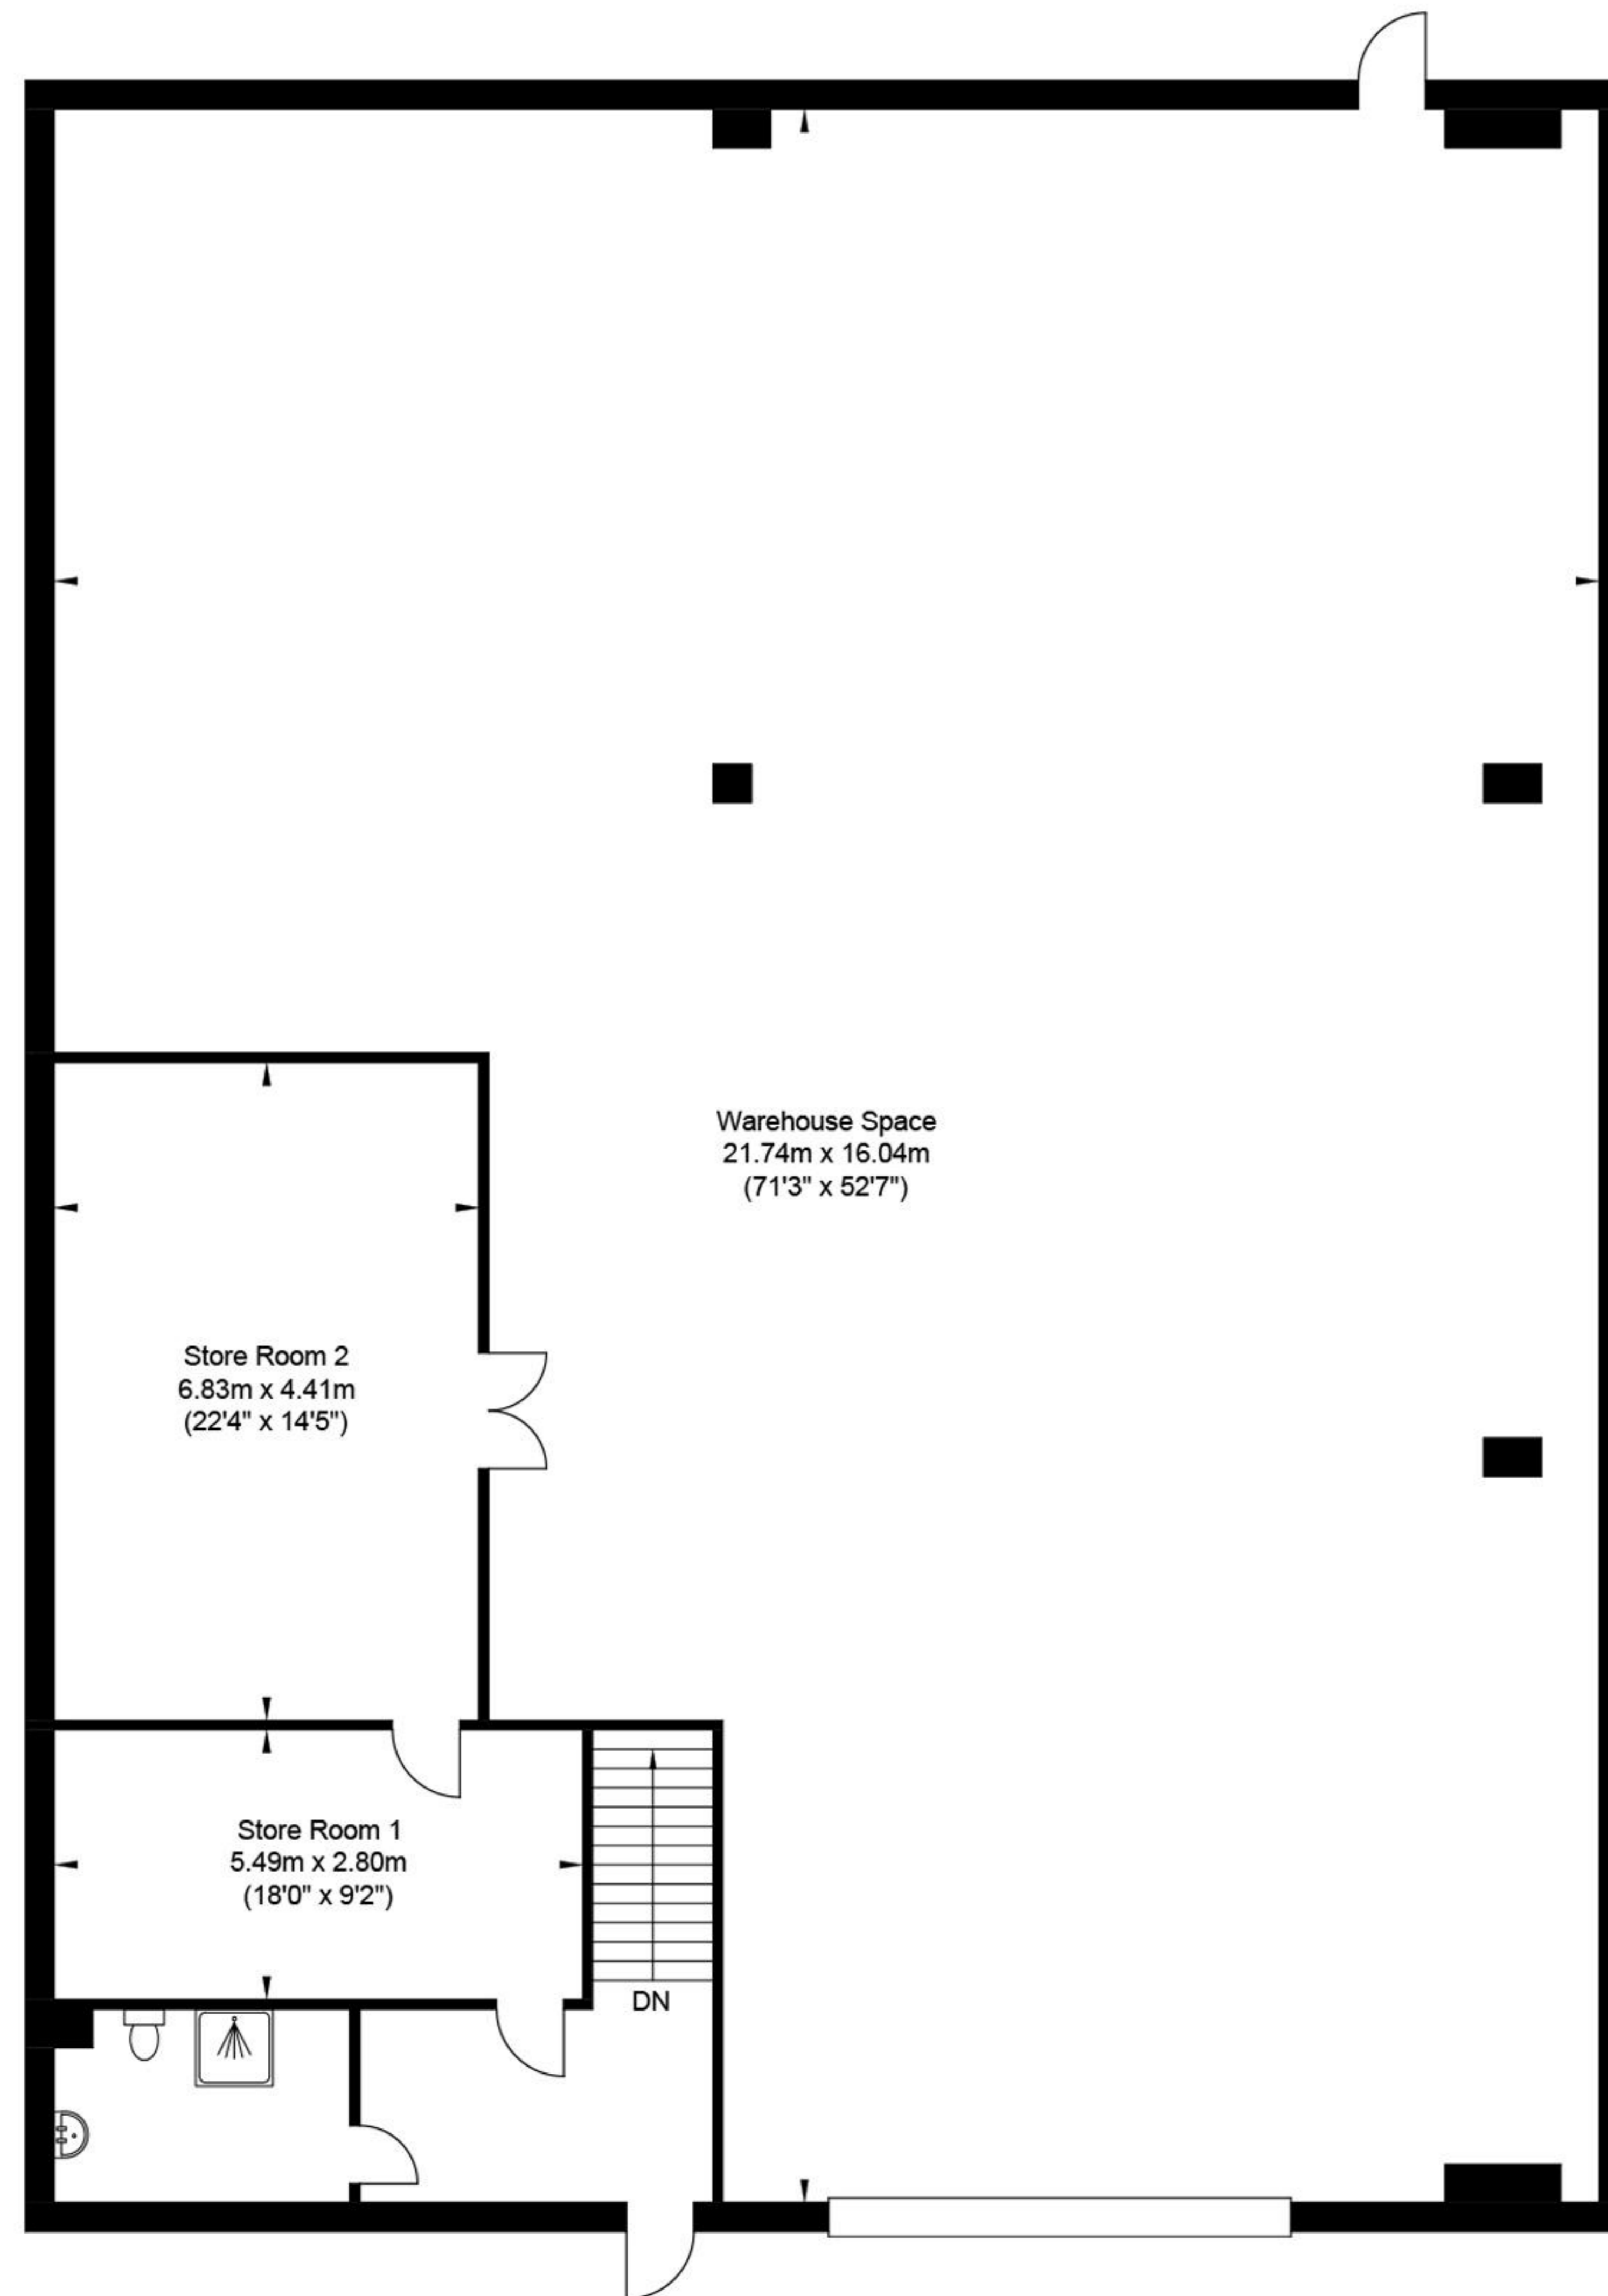 Warehouse Space
21.74m x 16.04m
(71'3" x 52'7")
Store Room 2
6.83m x 4.41m
(22'4" x 14'5")
Store Room 1
5.49m x 2.80m
(18'0" x 9'2")
DN